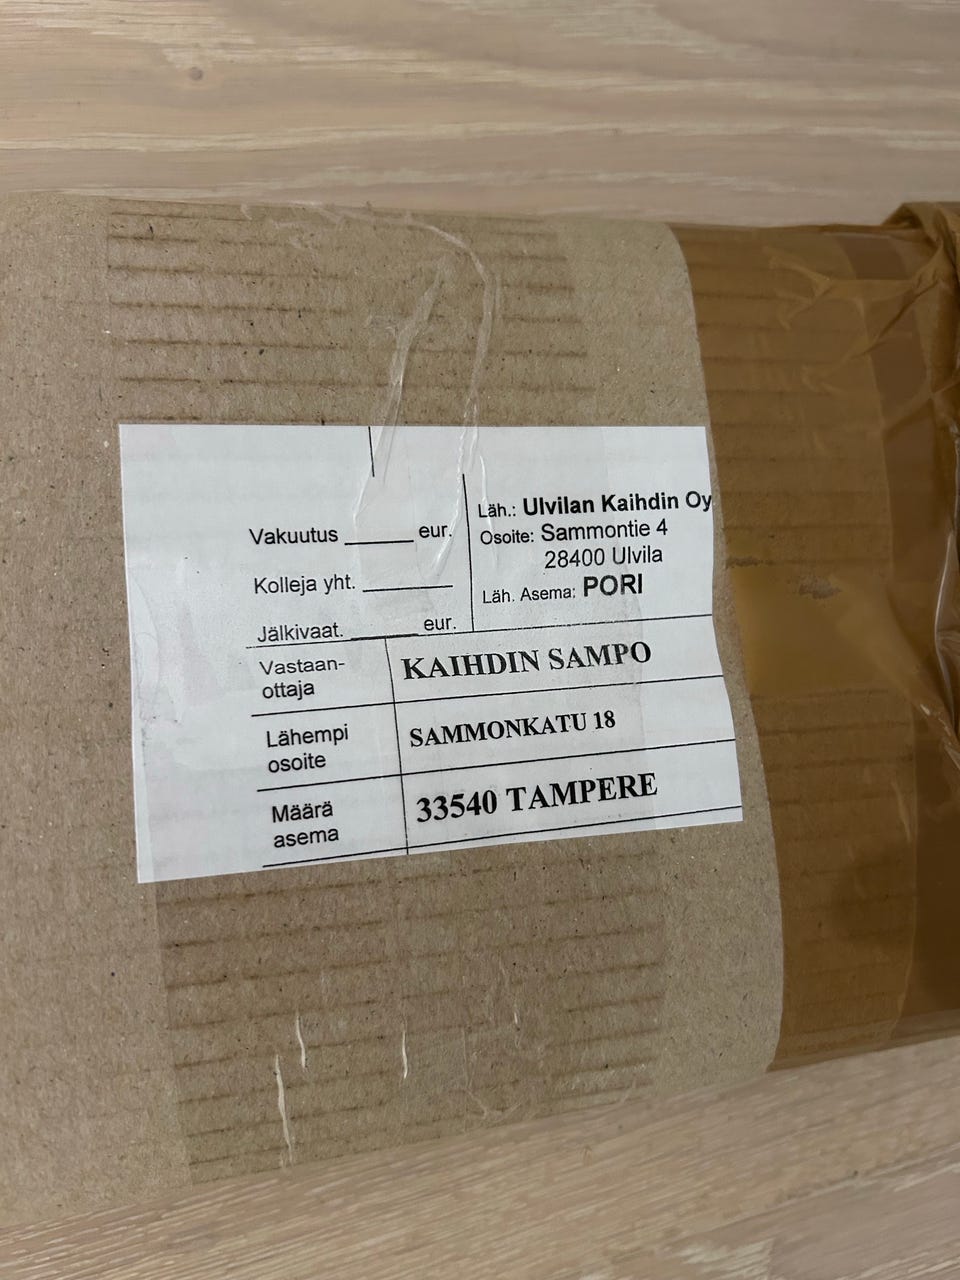 Vakuutus ______ eur.
Kolleja yht. ________
Jälkivaat. ______ eur.
Läh.: Ulvilan Kaihdin Oy
Osoite: Sammontie 4
28400 Ulvila
Läh. Asema: PORI
Vastaan-
ottaja
KAIHDIN SAMPO
Lähempi
osoite
SAMMONKATU 18
Määrä
asema
33540 TAMPERE